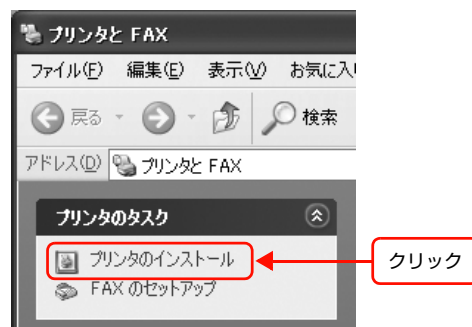 プリンタと FAX
ファイル(F) 編集(E) 表示(V) お気に入
戻る 検索
アドレス(D) プリンタと FAX
プリンタのタスク
プリンタのインストール
クリック
FAX のセットアップ